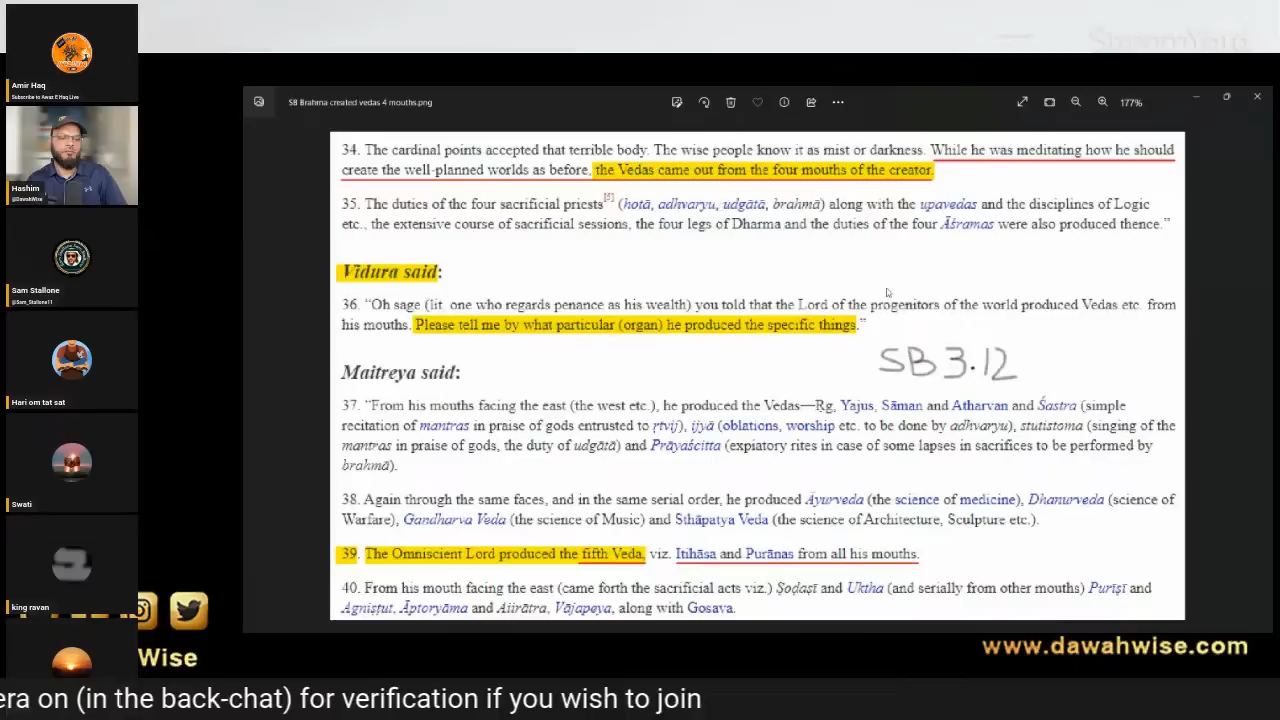 StreamYard
Amir Haq
Subscribe to Awaz E Haq Live
Hashim
@DawahWise
Sam Stallone
@Sam_Stallone11
Hari om tat sat
Swati
king ravan
SB Brahma created vedas 4 mouths.png
177%
34. The cardinal points accepted that terrible body. The wise people know it as mist or darkness. While he was meditating how he should
create the well-planned worlds as before, the Vedas came out from the four mouths of the creator.
35. The duties of the four sacrificial priests[5] (hotā, adhvaryu, udgātā, brahmā) along with the upavedas and the disciplines of Logic
etc., the extensive course of sacrificial sessions, the four legs of Dharma and the duties of the four Āśramas were also produced thence.”
Vidura said:
36. “Oh sage (lit one who regards penance as his wealth) you told that the Lord of the progenitors of the world produced Vedas etc. from
his mouths. Please tell me by what particular (organ) he produced the specific things.”
SB 3.12
Maitreya said:
37. “From his mouths facing the east (the west etc.), he produced the Vedas—Ṛg, Yajus, Sāman and Atharvan and Śastra (simple
recitation of mantras in praise of gods entrusted to ṛtvij), ijyā (oblations, worship etc. to be done by adhvaryu), stutistoma (singing of the
mantras in praise of gods, the duty of udgātā) and Prāyaścitta (expiatory rites in case of some lapses in sacrifices to be performed by
brahmā).
38. Again through the same faces, and in the same serial order, he produced Āyurveda (the science of medicine), Dhanurveda (science of
Warfare), Gandharva Veda (the science of Music) and Sthāpatya Veda (the science of Architecture, Sculpture etc.).
39. The Omniscient Lord produced the fifth Veda, viz. Itihāsa and Purānas from all his mouths.
40. From his mouth facing the east (came forth the sacrificial acts viz.) Ṣoḍaśī and Uktha (and serially from other mouths) Purīṣī and
Agniṣṭut, Āptoryāma and Aiirātra, Vājapeya, along with Gosava.
Wise
www.dawahwise.com
era on (in the back-chat) for verification if you wish to join